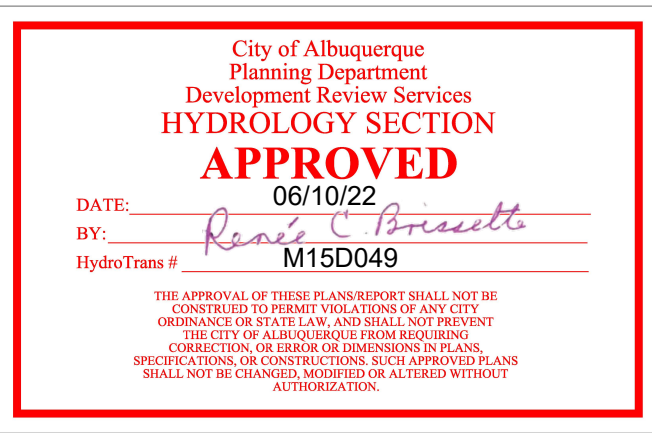 City of Albuquerque
Planning Department
Development Review Services
HYDROLOGY SECTION
APPROVED
DATE: 06/10/22
BY: Renée C. Brissette
HydroTrans # M15D049
THE APPROVAL OF THESE PLANS/REPORT SHALL NOT BE
CONSTRUED TO PERMIT VIOLATIONS OF ANY CITY
ORDINANCE OR STATE LAW, AND SHALL NOT PREVENT
THE CITY OF ALBUQUERQUE FROM REQUIRING
CORRECTION, OR ERROR OR DIMENSIONS IN PLANS,
SPECIFICATIONS, OR CONSTRUCTIONS. SUCH APPROVED PLANS
SHALL NOT BE CHANGED, MODIFIED OR ALTERED WITHOUT
AUTHORIZATION.